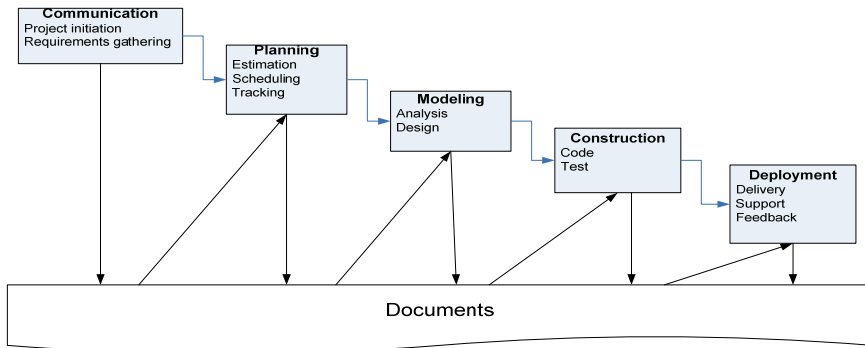 Communication
Project initiation
Requirements gathering
Planning
Estimation
Scheduling
Tracking
Modeling
Analysis
Design
Construction
Code
Test
Deployment
Delivery
Support
Feedback
Documents